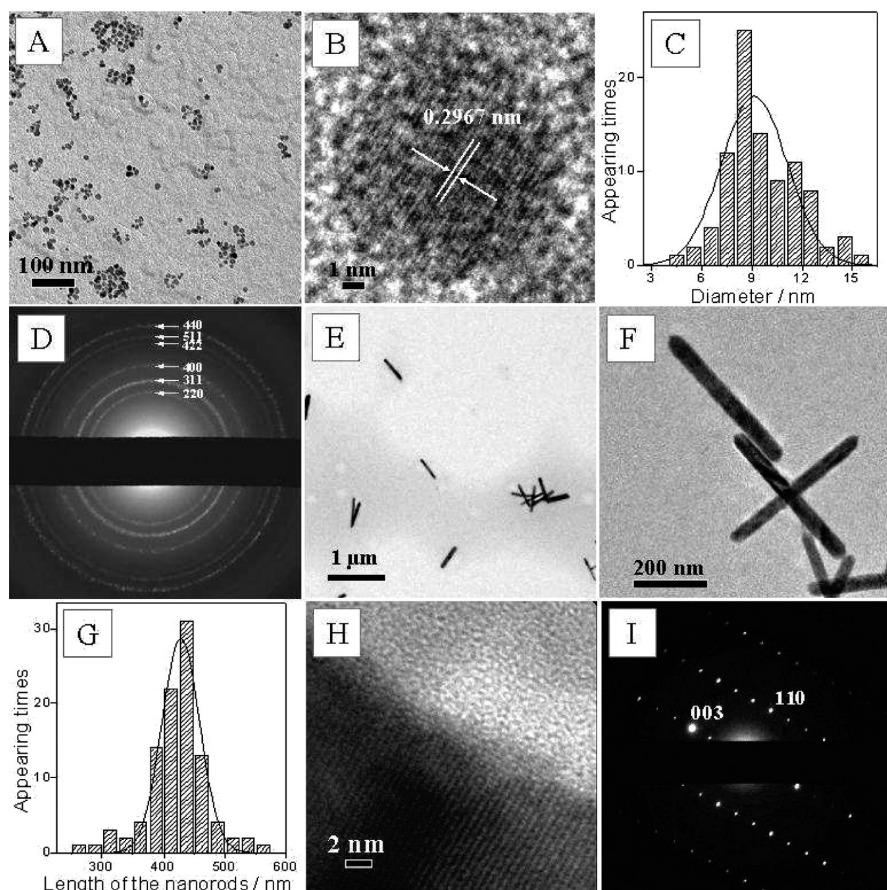 A
100 nm
B
0.2967 nm
1 nm
C
Appearing times
20
10
0
3 6 9 12 15
Diameter / nm
D
440
511
422
400
311
220
E
1 μm
F
200 nm
G
Appearing times
30
20
10
0
300 400 500 600
Length of the nanorods / nm
H
2 nm
I
003
110